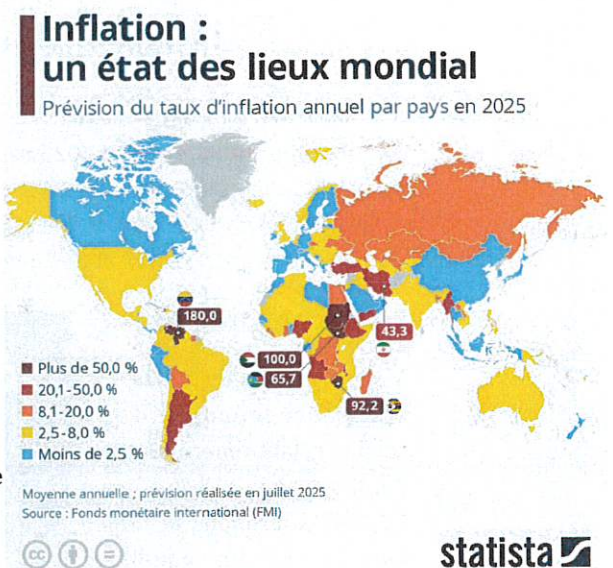 Inflation :
un état des lieux mondial
Prévision du taux d'inflation annuel par pays en 2025
180,0
43,3
100,0
65,7
92,2
Plus de 50,0 %
20,1-50,0 %
8,1-20,0 %
2,5-8,0 %
Moins de 2,5 %
Moyenne annuelle ; prévision réalisée en juillet 2025
Source : Fonds monétaire international (FMI)
cc
statista